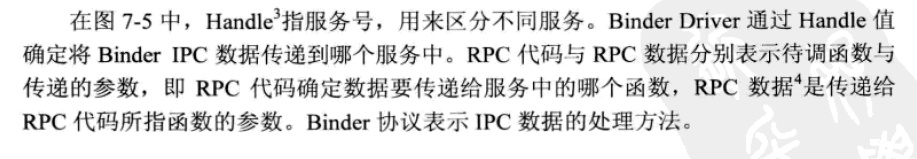 在图 7-5 中，Handle³指服务号，用来区分不同服务。Binder Driver 通过 Handle 值
确定将 Binder IPC 数据传递到哪个服务中。RPC 代码与 RPC 数据分别表示待调函数与
传递的参数，即 RPC 代码确定数据要传递给服务中的哪个函数，RPC 数据⁴是传递给
RPC 代码所指函数的参数。Binder 协议表示 IPC 数据的处理方法。